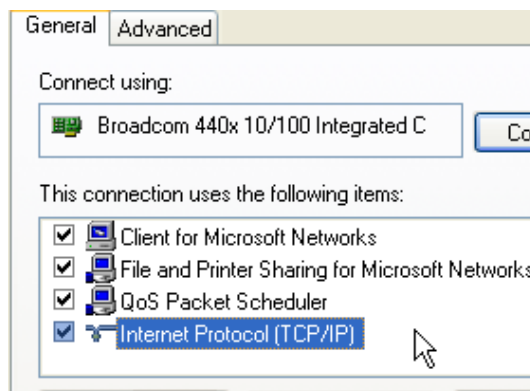 General Advanced
Connect using:
Broadcom 440x 10/100 Integrated C
Co
This connection uses the following items:
Client for Microsoft Networks
File and Printer Sharing for Microsoft Networks
QoS Packet Scheduler
Internet Protocol (TCP/IP)